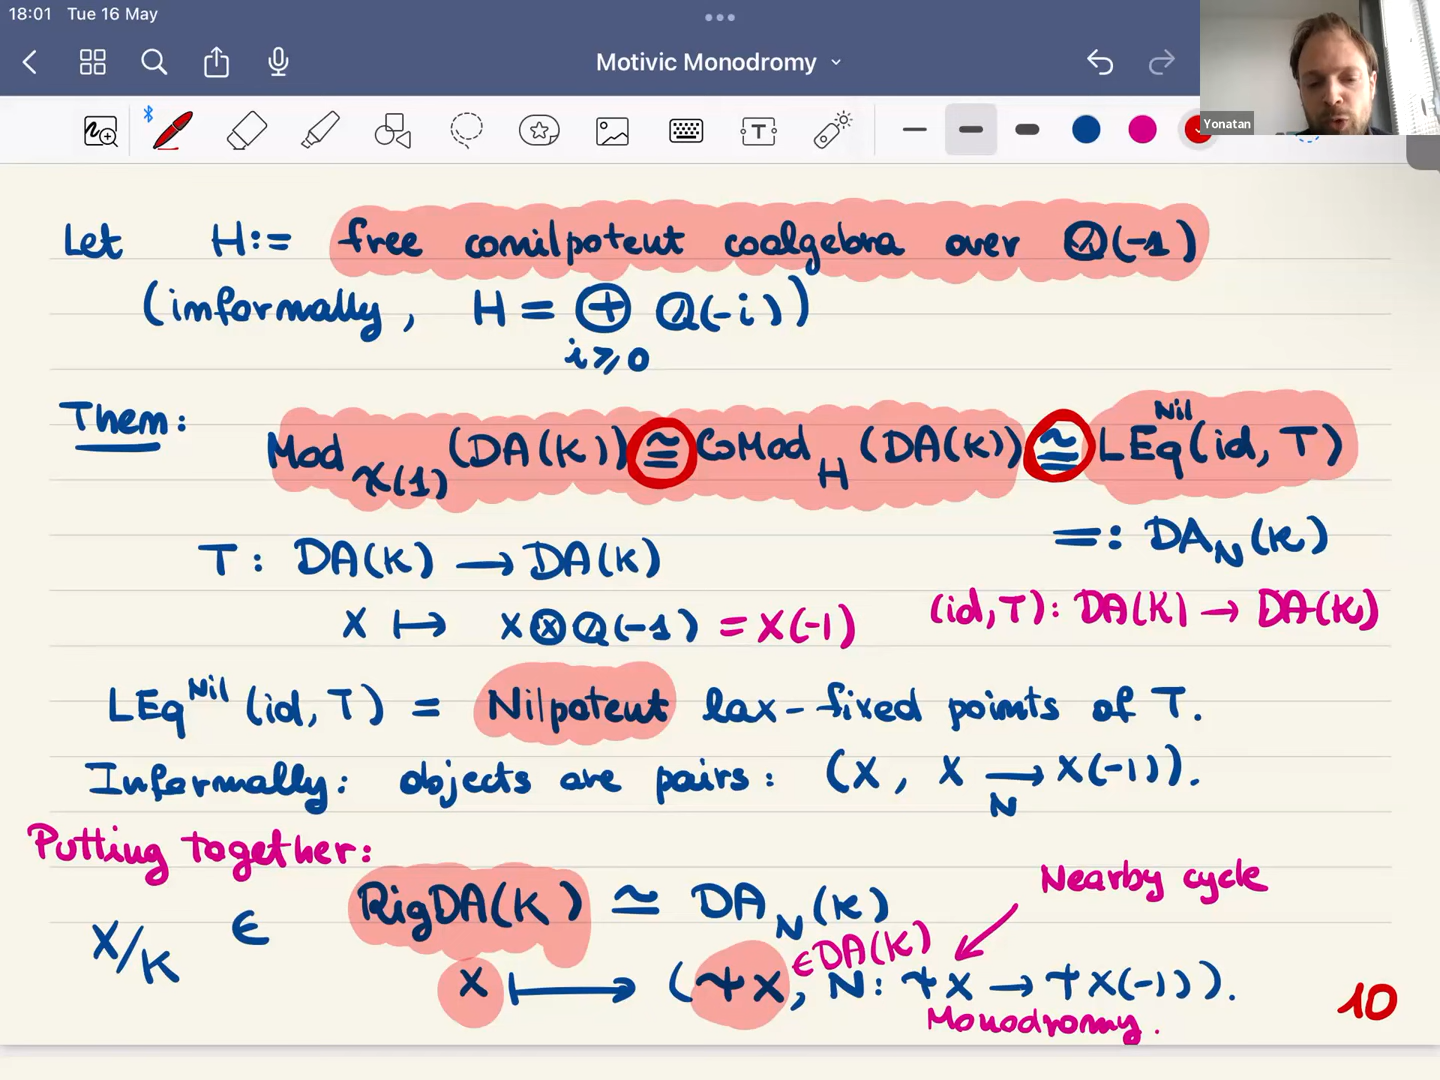 18:01 Tue 16 May
Motivic Monodromy
T
Yonatan
Let H:= free conilpotent coalgebra over Q(-1)
(informally, H = ⊕ Q(-i))
i⩾0
Them:
Mod_χ(1) (DA(k)) ≅ CoMod_H (DA(k)) ≅ LEq^Nil (id, T)
=: DA_N(k)
T: DA(k) → DA(k)
X ↦ X⊗Q(-1) = X(-1)
(id,T): DA(k) → DA(k)
LEq^Nil (id, T) = Nilpotent lax-fixed points of T.
Informally: objects are pairs: (X, X →_N X(-1)).
Putting together:
Nearby cycle
X/K ∈ RigDA(K) ≃ DA_N(k)
∈DA(k)
X ↦ (ΨX, N: ΨX → ΨX(-1)).
Monodromy.
10